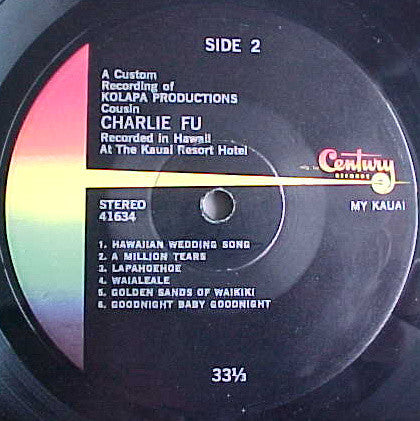 SIDE 2
A Custom
Recording of
KOLAPA PRODUCTIONS
Cousin
CHARLIE FU
Recorded in Hawaii
At The Kauai Resort Hotel
mfg. by
Century
RECORDS
STEREO
41634
MY KAUAI
1. HAWAIIAN WEDDING SONG
2. A MILLION TEARS
3. LAPAHOEHOE
4. WAIALEALE
5. GOLDEN SANDS OF WAIKIKI
6. GOODNIGHT BABY GOODNIGHT
33⅓